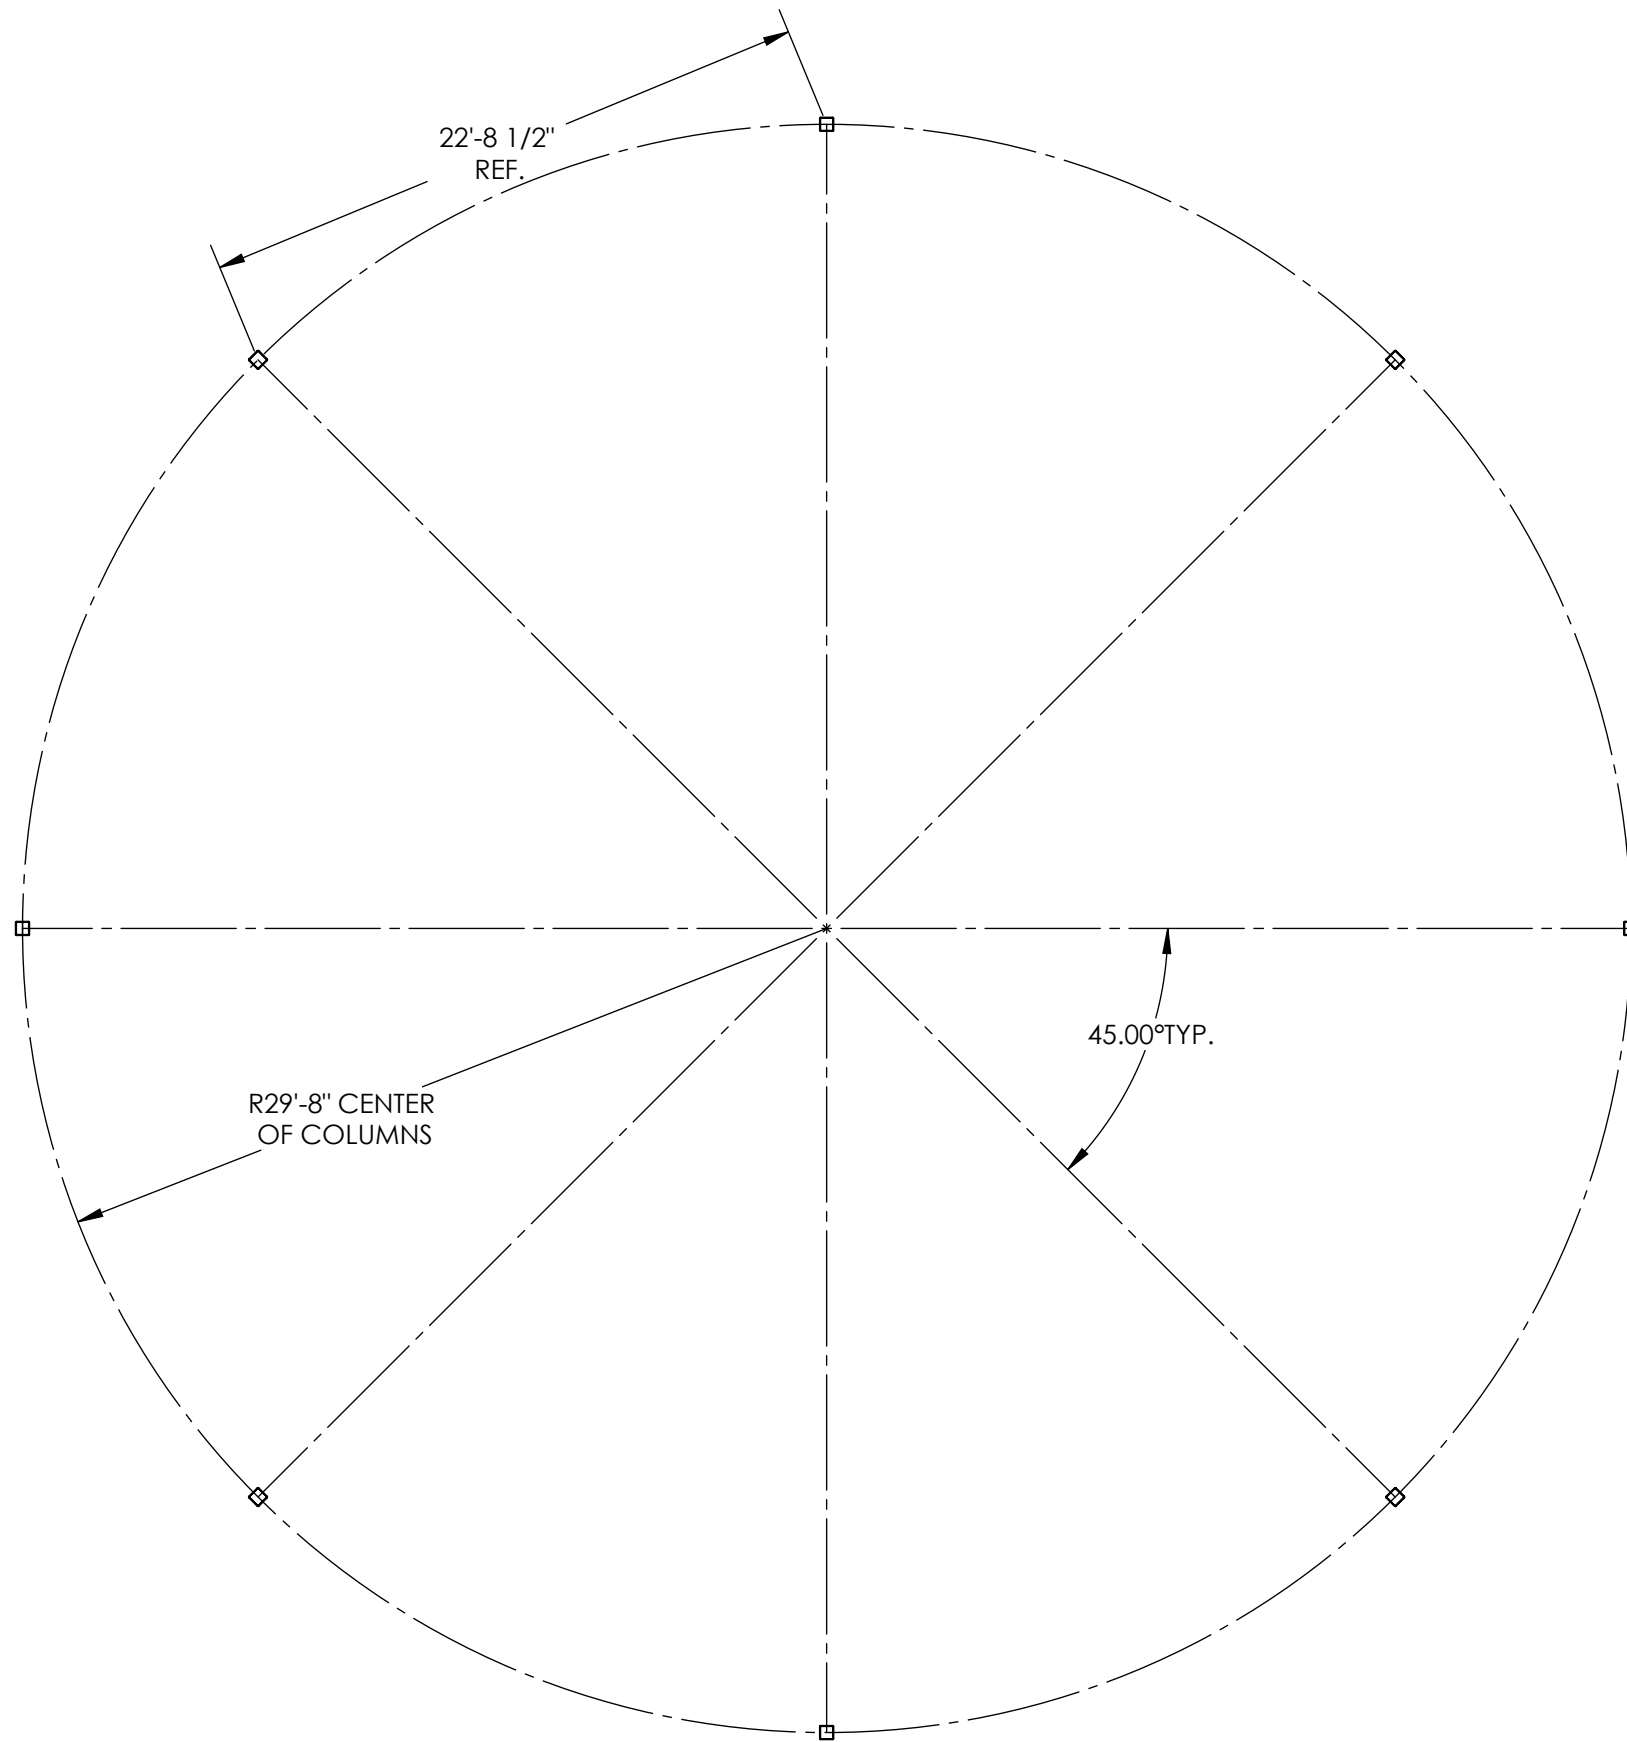 22'-8 1/2"
REF.
45.00°TYP.
R29'-8" CENTER
OF COLUMNS